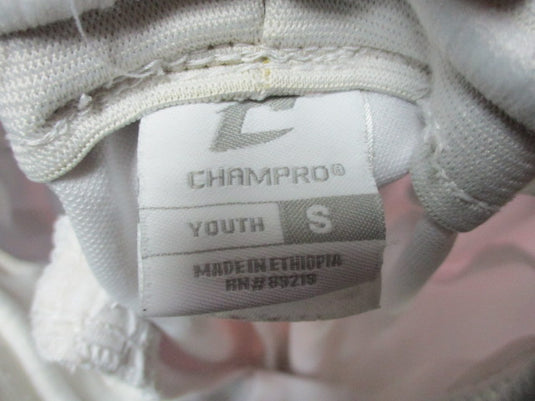 CHAMPRO®
YOUTH S
MADE IN ETHIOPIA
RN# 89219